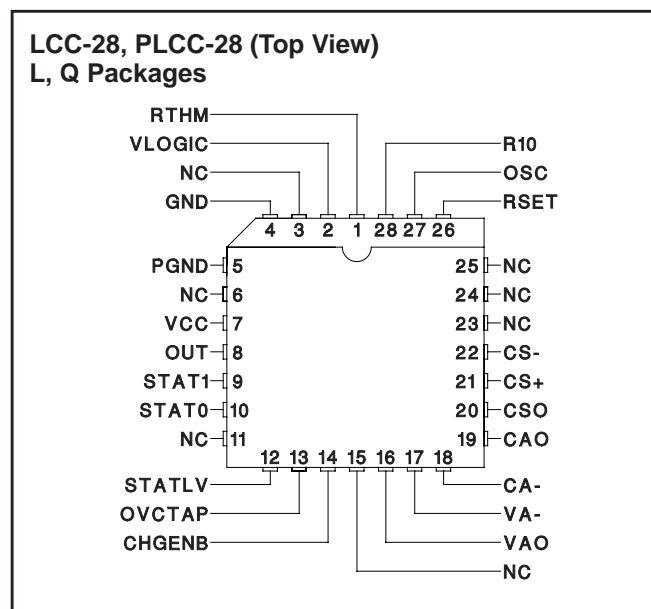 LCC-28, PLCC-28 (Top View)
L, Q Packages
RTHM
VLOGIC
NC
GND
R10
OSC
RSET
4 3 2 1 28 27 26
PGND 5
NC 6
VCC 7
OUT 8
STAT1 9
STAT0 10
NC 11
25 NC
24 NC
23 NC
22 CS-
21 CS+
20 CSO
19 CAO
12 13 14 15 16 17 18
STATLV
OVCTAP
CHGENB
CA-
VA-
VAO
NC